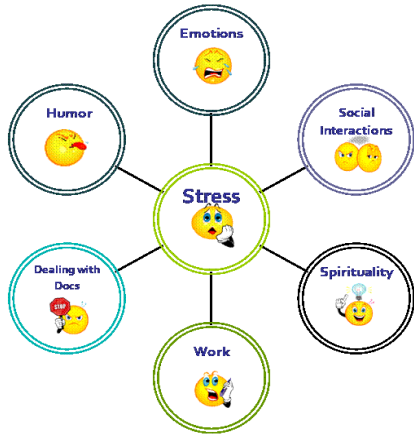 Emotions
Humor
Social
Interactions
Stress
Dealing with
Docs
STOP
Spirituality
Work